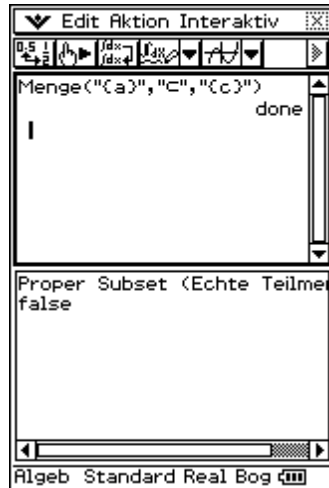 Edit Aktion Interaktiv
Menge("{a}","⊂","{c}")
done
Proper Subset (Echte Teilme
false
Algeb Standard Real Bog